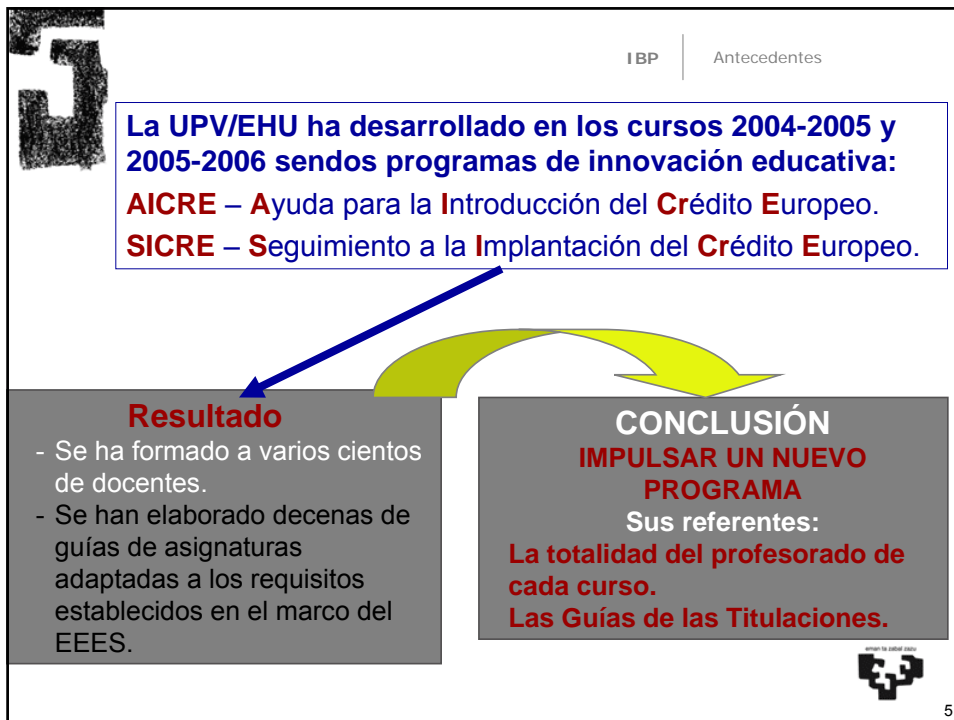 IBP Antecedentes
La UPV/EHU ha desarrollado en los cursos 2004-2005 y
2005-2006 sendos programas de innovación educativa:
AICRE – Ayuda para la Introducción del Crédito Europeo.
SICRE – Seguimiento a la Implantación del Crédito Europeo.
Resultado
- Se ha formado a varios cientos
de docentes.
- Se han elaborado decenas de
guías de asignaturas
adaptadas a los requisitos
establecidos en el marco del
EEES.
CONCLUSIÓN
IMPULSAR UN NUEVO
PROGRAMA
Sus referentes:
La totalidad del profesorado de
cada curso.
Las Guías de las Titulaciones.
eman ta zabal zazu
5